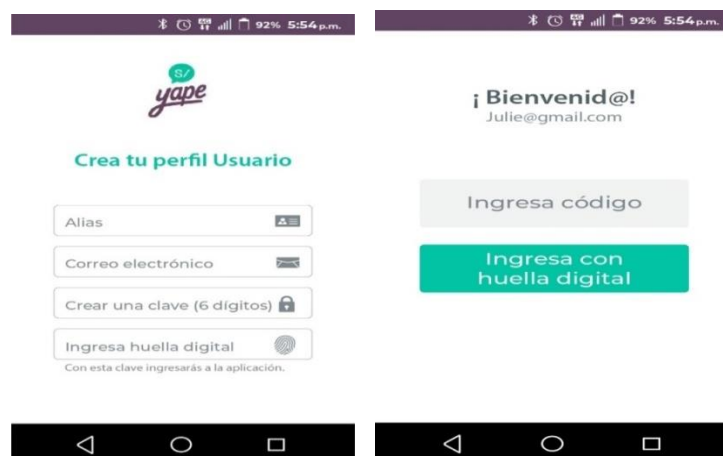 92% 5:54 p.m.
S/
yape
Crea tu perfil Usuario
Alias
Correo electrónico
Crear una clave (6 dígitos)
Ingresa huella digital
Con esta clave ingresarás a la aplicación.
92% 5:54 p.m.
¡ Bienvenid@!
Julie@gmail.com
Ingresa código
Ingresa con
huella digital